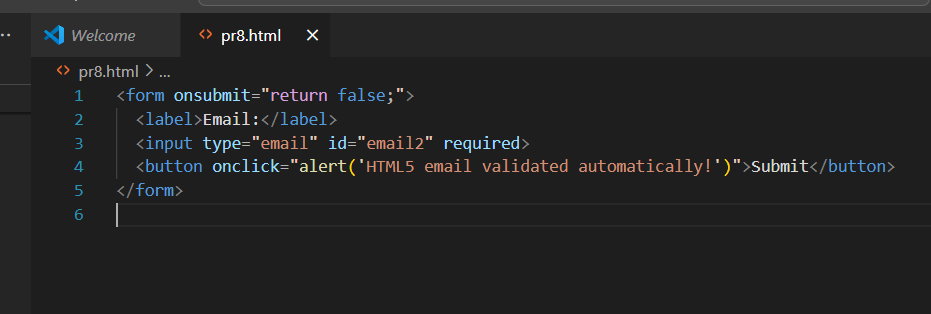 Welcome
pr8.html
pr8.html > ...
1 <form onsubmit="return false;">
2 <label>Email:</label>
3 <input type="email" id="email2" required>
4 <button onclick="alert('HTML5 email validated automatically!')">Submit</button>
5 </form>
6